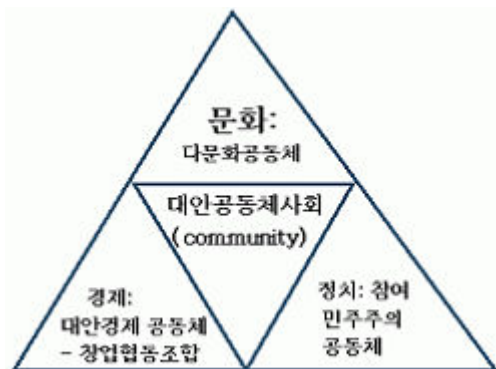 문화:
다문화공동체
대안공동체사회
(community)
경제:
대안경제 공동체
- 창업협동조합
정치: 참여
민주주의
공동체